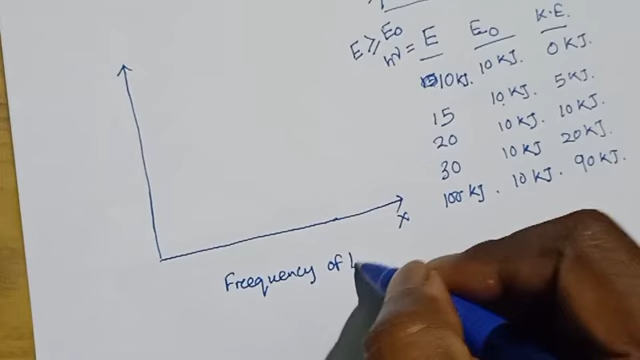 E ≥ E₀
hν = E E₀ K.E.
10 KJ. 10 KJ. 0 KJ.
15 10 KJ. 5 KJ.
20 10 KJ. 10 KJ.
30 10 KJ 20 KJ.
100 KJ. 10 KJ. 90 KJ.
X
Freequency of L